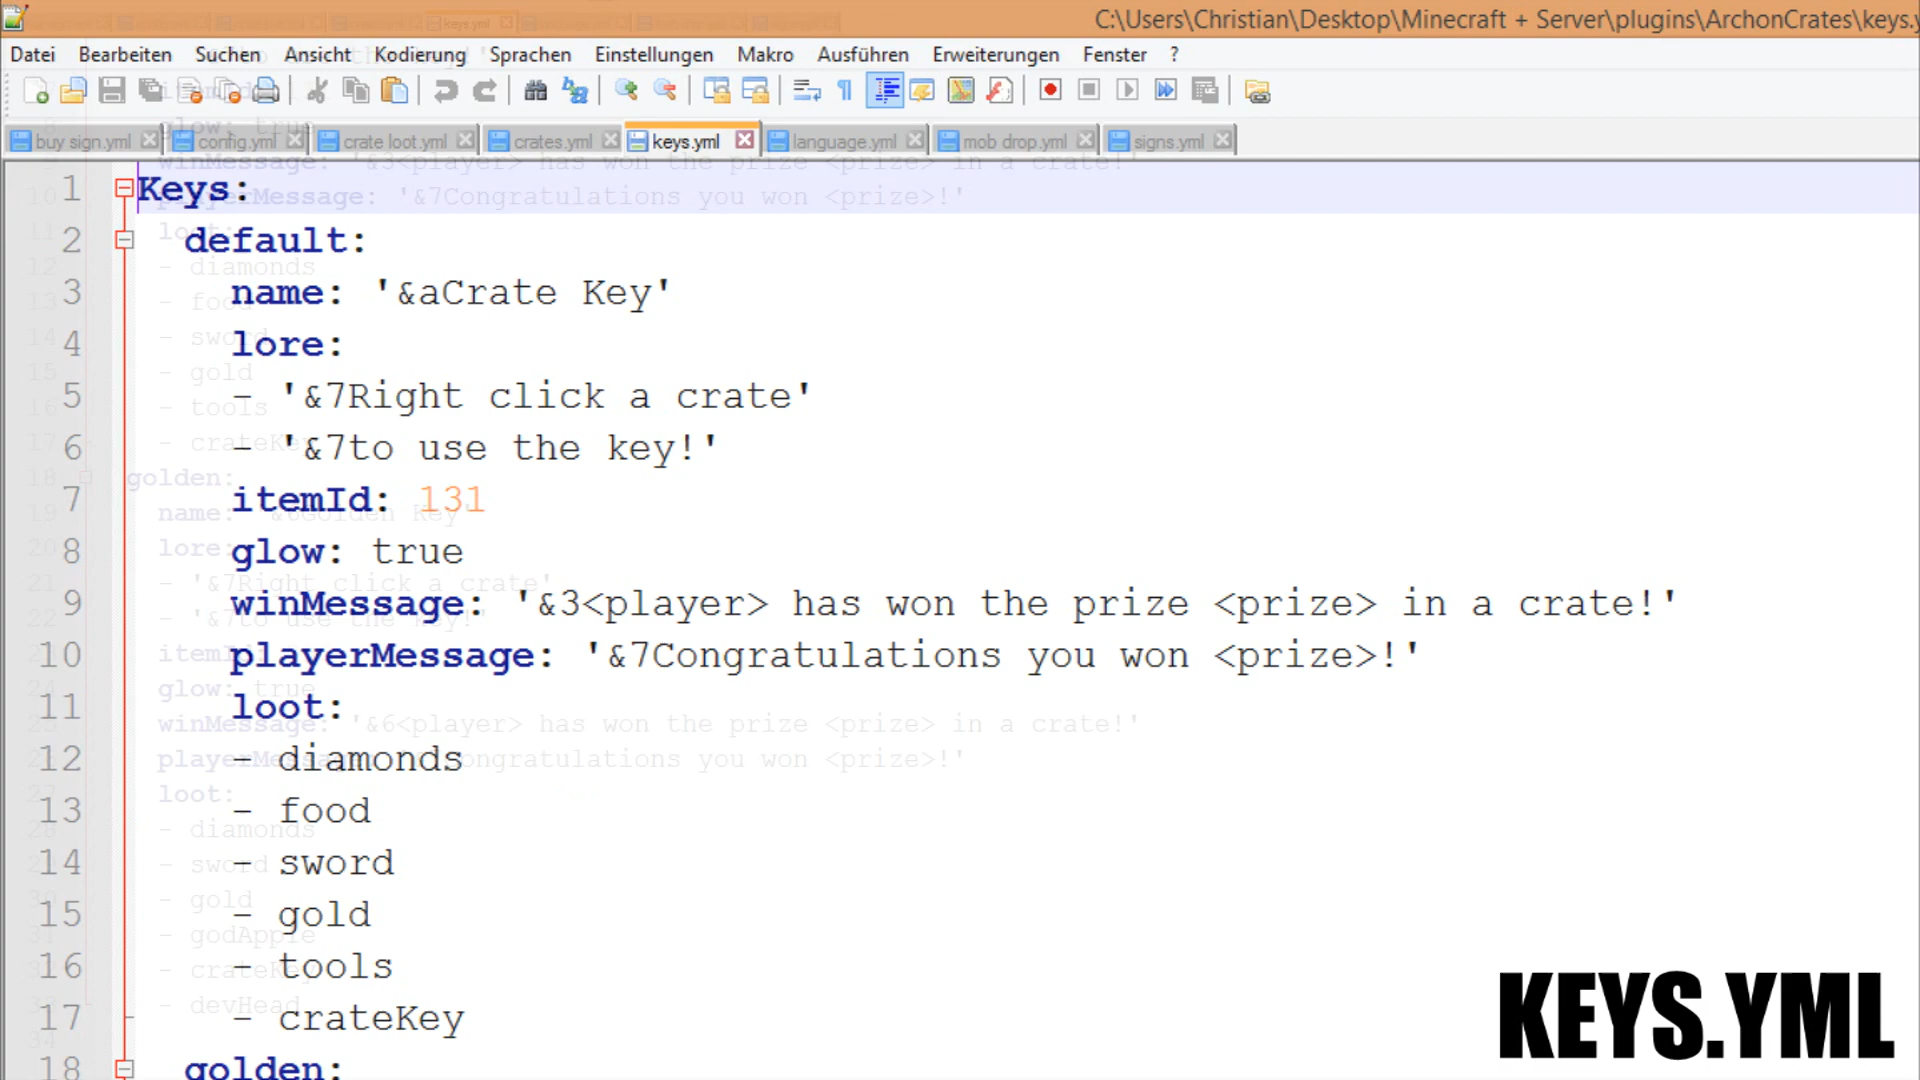 C:\Users\Christian\Desktop\Minecraft + Server\plugins\ArchonCrates\keys.y
Datei Bearbeiten Suchen Ansicht Kodierung Sprachen Einstellungen Makro Ausführen Erweiterungen Fenster ?
buy sign.yml config.yml crate loot.yml crates.yml keys.yml language.yml mob drop.yml signs.yml
1 Keys:
2 default:
3 name: '&aCrate Key'
4 lore:
5 - '&7Right click a crate'
6 - '&7to use the key!'
7 itemId: 131
8 glow: true
9 winMessage: '&3<player> has won the prize <prize> in a crate!'
10 playerMessage: '&7Congratulations you won <prize>!'
11 loot:
12 - diamonds
13 - food
14 - sword
15 - gold
16 - tools
17 - crateKey
18 golden:
KEYS.YML